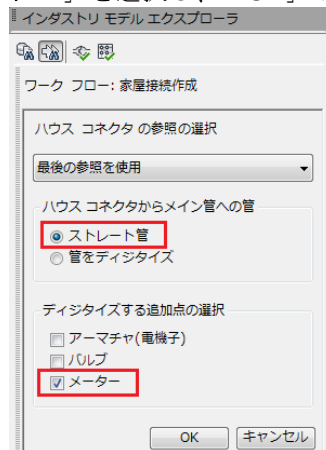 インダストリ モデル エクスプローラ
ワーク フロー: 家屋接続作成
ハウス コネクタ の参照の選択
最後の参照を使用
ハウス コネクタからメイン管への管
ストレート管
管をディジタイズ
ディジタイズする追加点の選択
アーマチャ(電機子)
バルブ
メーター
OK キャンセル